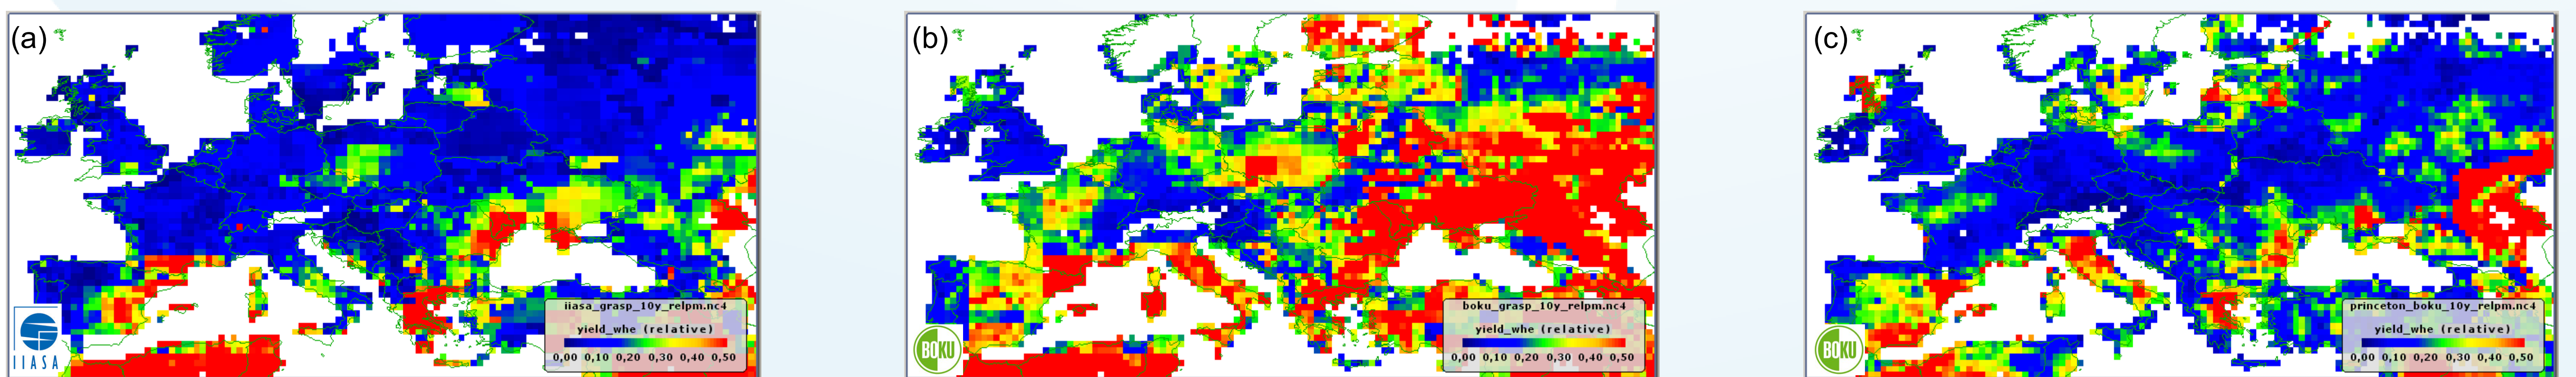 (a)
iiasa_grasp_10y_relpm.nc4
yield_whe (relative)
0,00 0,10 0,20 0,30 0,40 0,50
IIASA
(b)
boku_grasp_10y_relpm.nc4
yield_whe (relative)
0,00 0,10 0,20 0,30 0,40 0,50
BOKU
(c)
princeton_boku_10y_relpm.nc4
yield_whe (relative)
0,00 0,10 0,20 0,30 0,40 0,50
BOKU